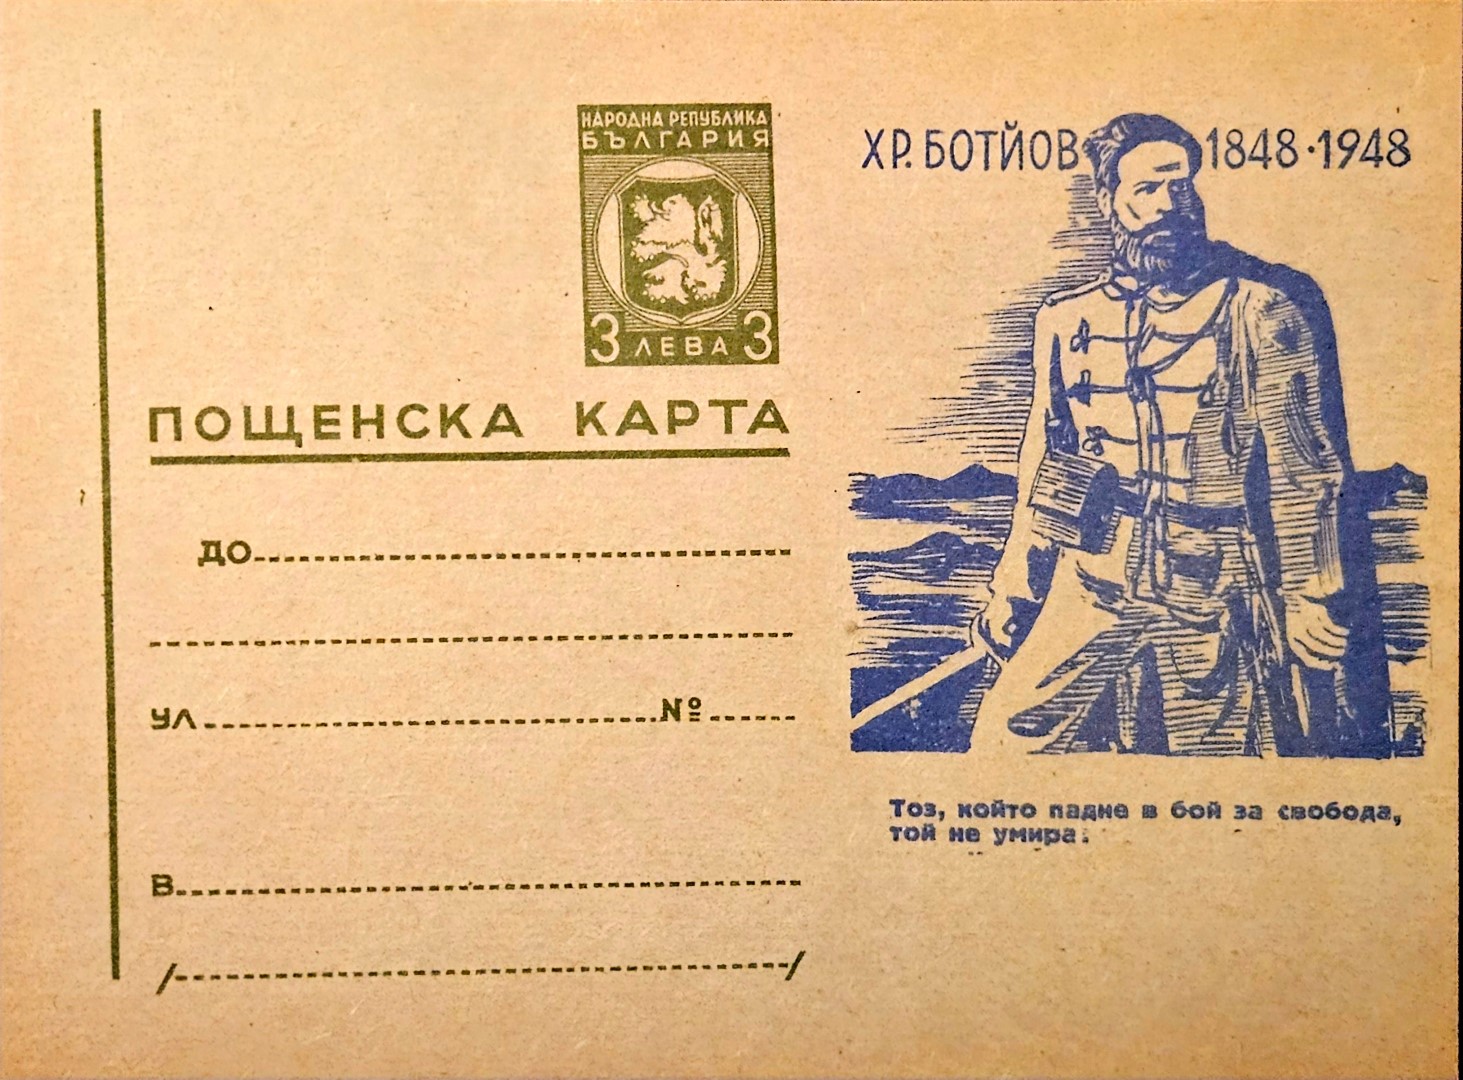 НАРОДНА РЕПУБЛИКА
БЪЛГАРИЯ
3 ЛЕВА 3
ПОЩЕНСКА КАРТА
ДО
УЛ. №
В
/ /
ХР. БОТЙОВ 1848·1948
Тоз, който падне в бой за свобода,
той не умира: